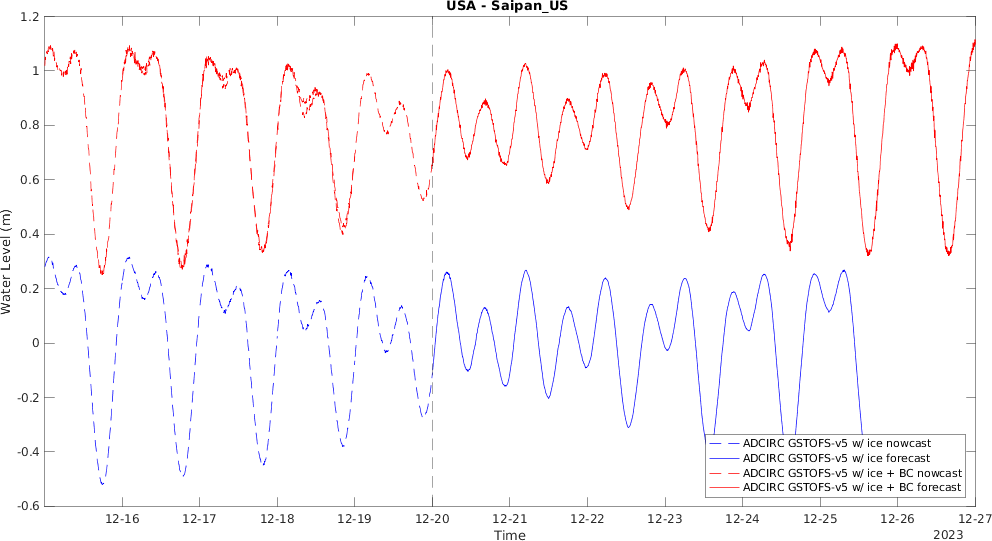 USA - Saipan_US
1.2
1
0.8
0.6
0.4
0.2
0
-0.2
-0.4
-0.6
Water Level (m)
12-16 12-17 12-18 12-19 12-20 12-21 12-22 12-23 12-24 12-25 12-26 12-27
Time
2023
ADCIRC GSTOFS-v5 w/ ice nowcast
ADCIRC GSTOFS-v5 w/ ice forecast
ADCIRC GSTOFS-v5 w/ ice + BC nowcast
ADCIRC GSTOFS-v5 w/ ice + BC forecast